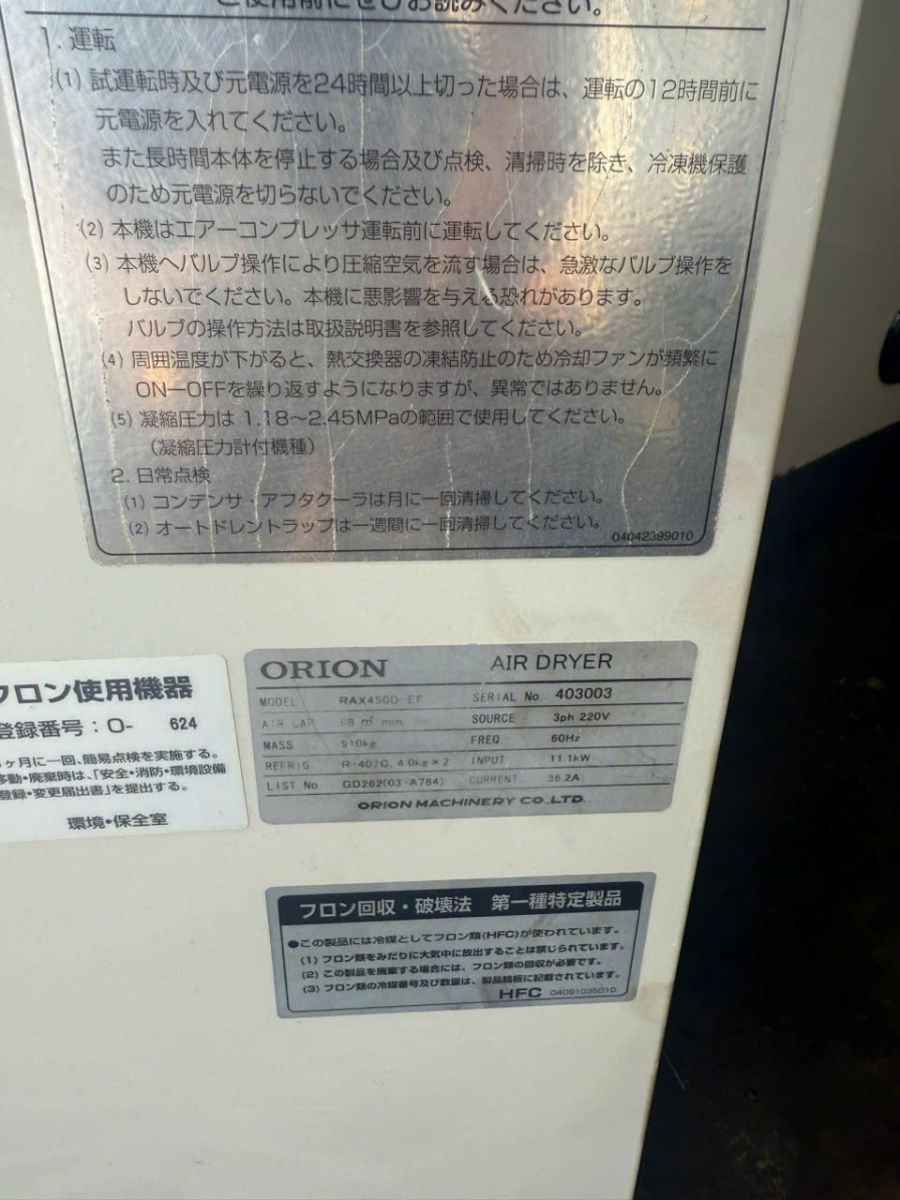 ご使用前にぜひお読みください。
1. 運転
(1) 試運転時及び元電源を24時間以上切った場合は、運転の12時間前に
元電源を入れてください。
また長時間本体を停止する場合及び点検、清掃時を除き、冷凍機保護
のため元電源を切らないでください。
(2) 本機はエアーコンプレッサ運転前に運転してください。
(3) 本機へバルブ操作により圧縮空気を流す場合は、急激なバルブ操作を
しないでください。本機に悪影響を与える恐れがあります。
バルブの操作方法は取扱説明書を参照してください。
(4) 周囲温度が下がると、熱交換器の凍結防止のため冷却ファンが頻繁に
ON−OFFを繰り返すようになりますが、異常ではありません。
(5) 凝縮圧力は 1.18〜2.45MPaの範囲で使用してください。
(凝縮圧力計付機種)
2. 日常点検
(1) コンデンサ・アフタクーラは月に一回清掃してください。
(2) オートドレントラップは一週間に一回清掃してください。
04042399010
フロン使用機器
登録番号：O- 624
ヶ月に一回、簡易点検を実施する。
移動・廃棄時は、「安全・消防・環境設備
登録・変更届出書」を提出する。
環境・保全室
ORION AIR DRYER
MODEL RAX450D-EF SERIAL No. 403003
AIR CAP. 68 m³/min SOURCE 3ph 220V
MASS 910kg FREQ 60Hz
REFRIG R-407C, 4.0kg×2 INPUT 11.1kW
LIST No GD262(03-A784) CURRENT 36.2A
ORION MACHINERY CO.,LTD.
フロン回収・破壊法 第一種特定製品
●この製品には冷媒としてフロン類(HFC)が使われています。
(1) フロン類をみだりに大気中に放出することは禁じられています。
(2) この製品を廃棄する場合には、フロン類の回収が必要です。
(3) フロン類の冷媒番号及び数量は、製品銘板に記載されています。
HFC 04091035010